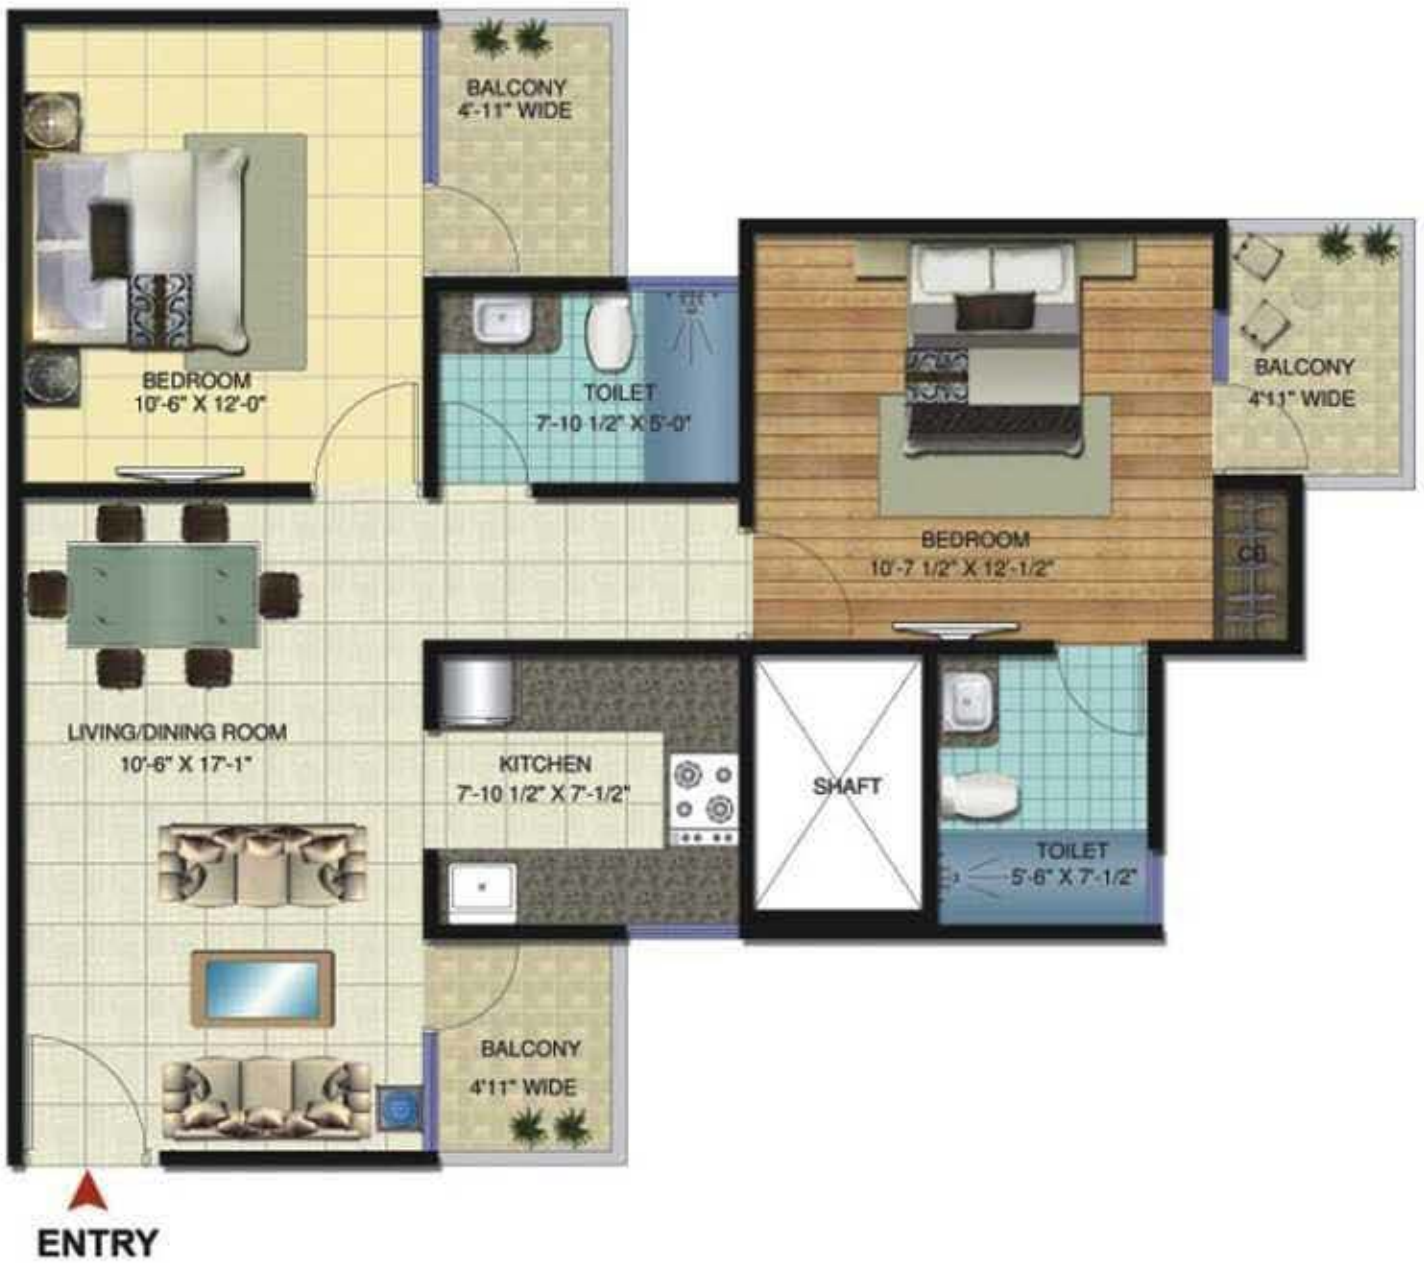 BALCONY
4'-11" WIDE
BEDROOM
10'-6" X 12'-0"
TOILET
7'-10 1/2" X 5'-0"
BALCONY
4'11" WIDE
BEDROOM
10'-7 1/2" X 12'-1/2"
CB
LIVING/DINING ROOM
10'-6" X 17'-1"
KITCHEN
7'-10 1/2" X 7'-1/2"
SHAFT
TOILET
5'-6" X 7'-1/2"
BALCONY
4'11" WIDE
ENTRY